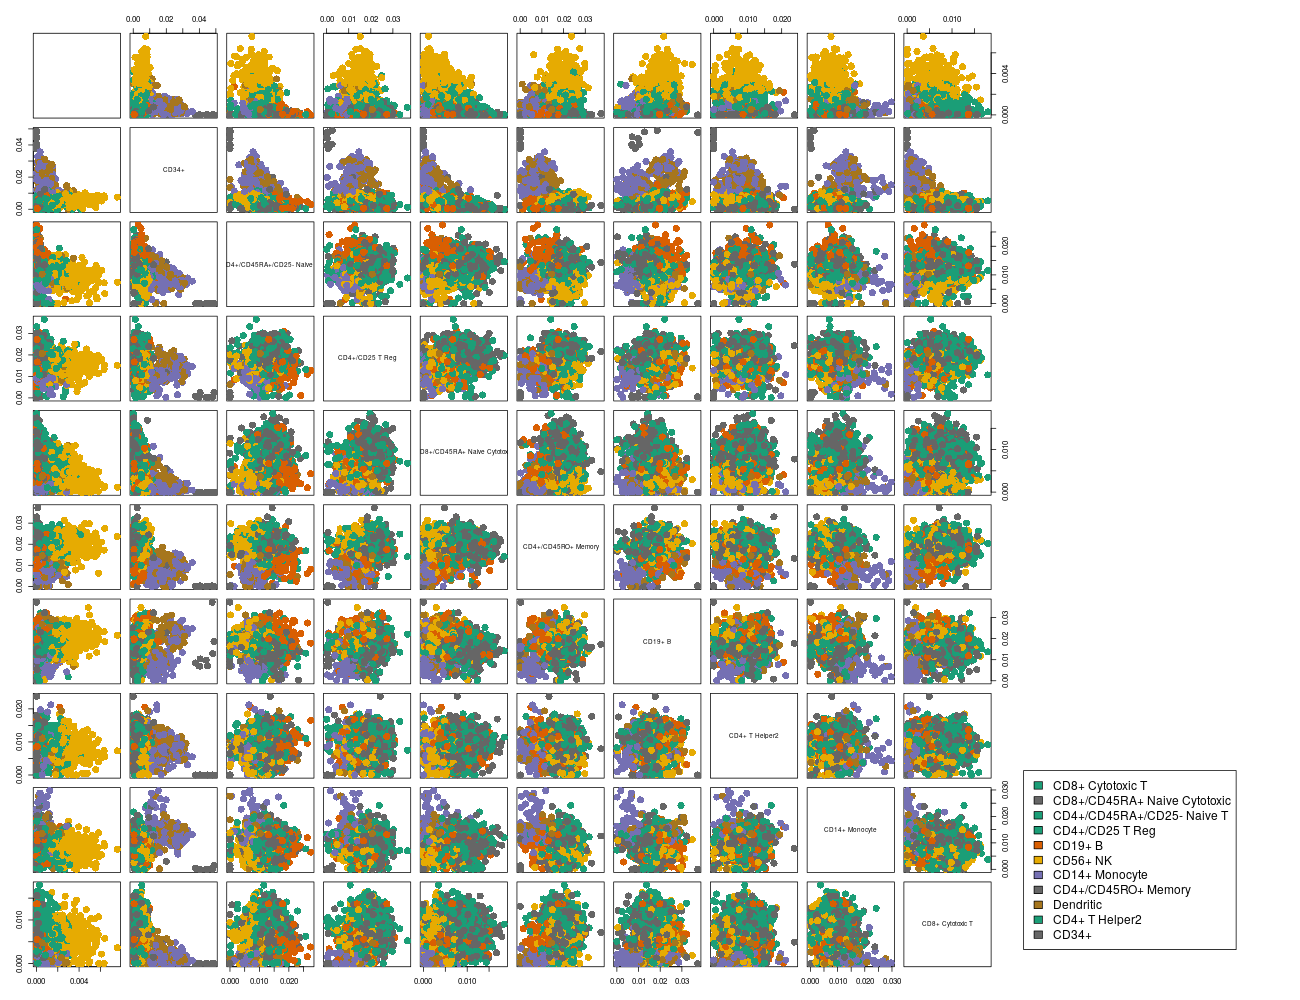 0.00 0.02 0.04
0.00 0.01 0.02 0.03
0.00 0.01 0.02 0.03
0.000 0.010 0.020
0.000 0.010
0.000 0.004
CD34+
0.00 0.02 0.04
D4+/CD45RA+/CD25- Naive
0.000 0.010 0.020
CD4+/CD25 T Reg
0.00 0.01 0.02 0.03
D8+/CD45RA+ Naive Cytotox
0.000 0.010
CD4+/CD45RO+ Memory
0.00 0.01 0.02 0.03
CD19+ B
0.00 0.01 0.02 0.03
CD4+ T Helper2
0.000 0.010 0.020
CD14+ Monocyte
0.000 0.010 0.020 0.030
CD8+ Cytotoxic T
0.000 0.010
0.000 0.004
0.000 0.010 0.020
0.000 0.010
0.00 0.01 0.02 0.03
0.000 0.010 0.020 0.030
CD8+ Cytotoxic T
CD8+/CD45RA+ Naive Cytotoxic
CD4+/CD45RA+/CD25- Naive T
CD4+/CD25 T Reg
CD19+ B
CD56+ NK
CD14+ Monocyte
CD4+/CD45RO+ Memory
Dendritic
CD4+ T Helper2
CD34+